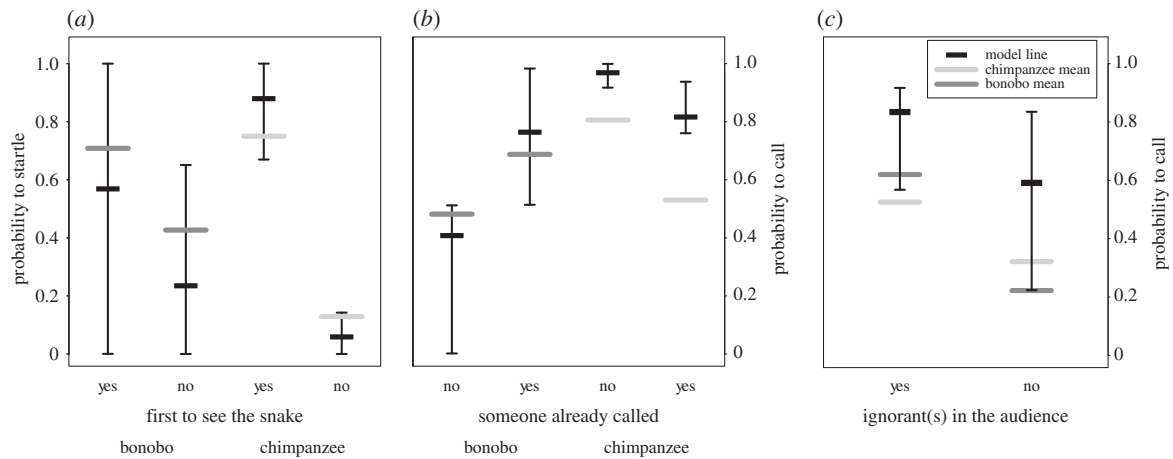 (a)
probability to startle
1.0
0.8
0.6
0.4
0.2
0
yes no yes no
first to see the snake
bonobo chimpanzee
(b)
1.0
0.8
0.6
0.4
0.2
0
probability to call
no yes no yes
someone already called
bonobo chimpanzee
(c)
model line
chimpanzee mean
bonobo mean
1.0
0.8
0.6
0.4
0.2
0
probability to call
yes no
ignorant(s) in the audience